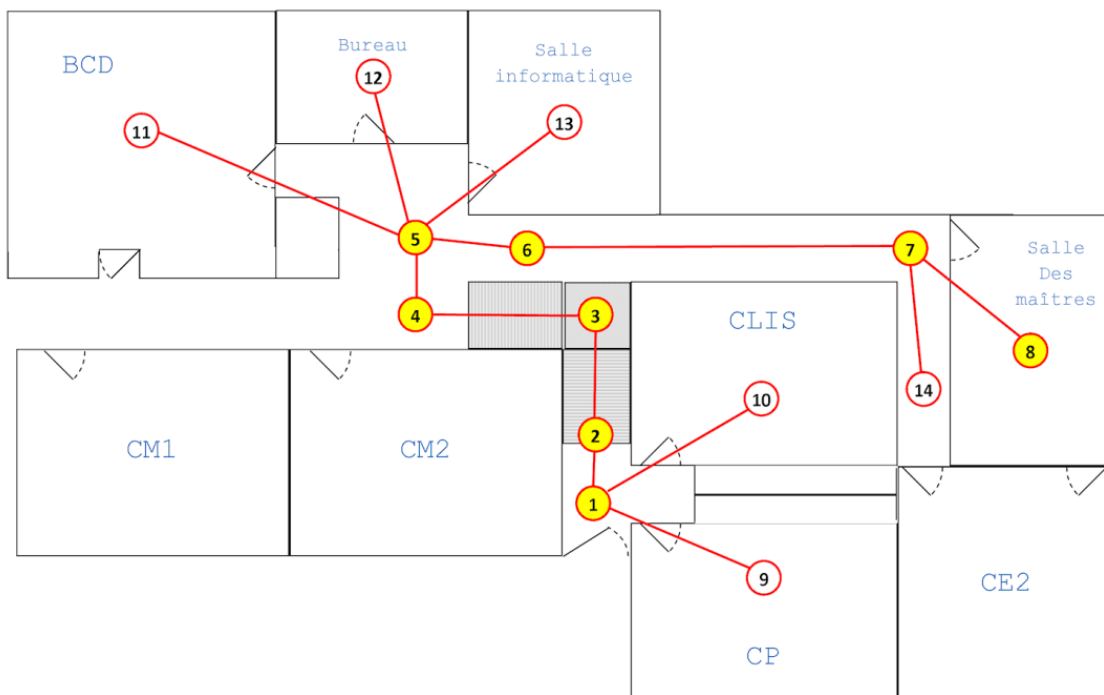 BCD
Bureau
Salle
informatique
12
13
11
5
6
7
Salle
Des
maîtres
4
3
CLIS
8
14
10
CM1
CM2
2
1
9
CE2
CP